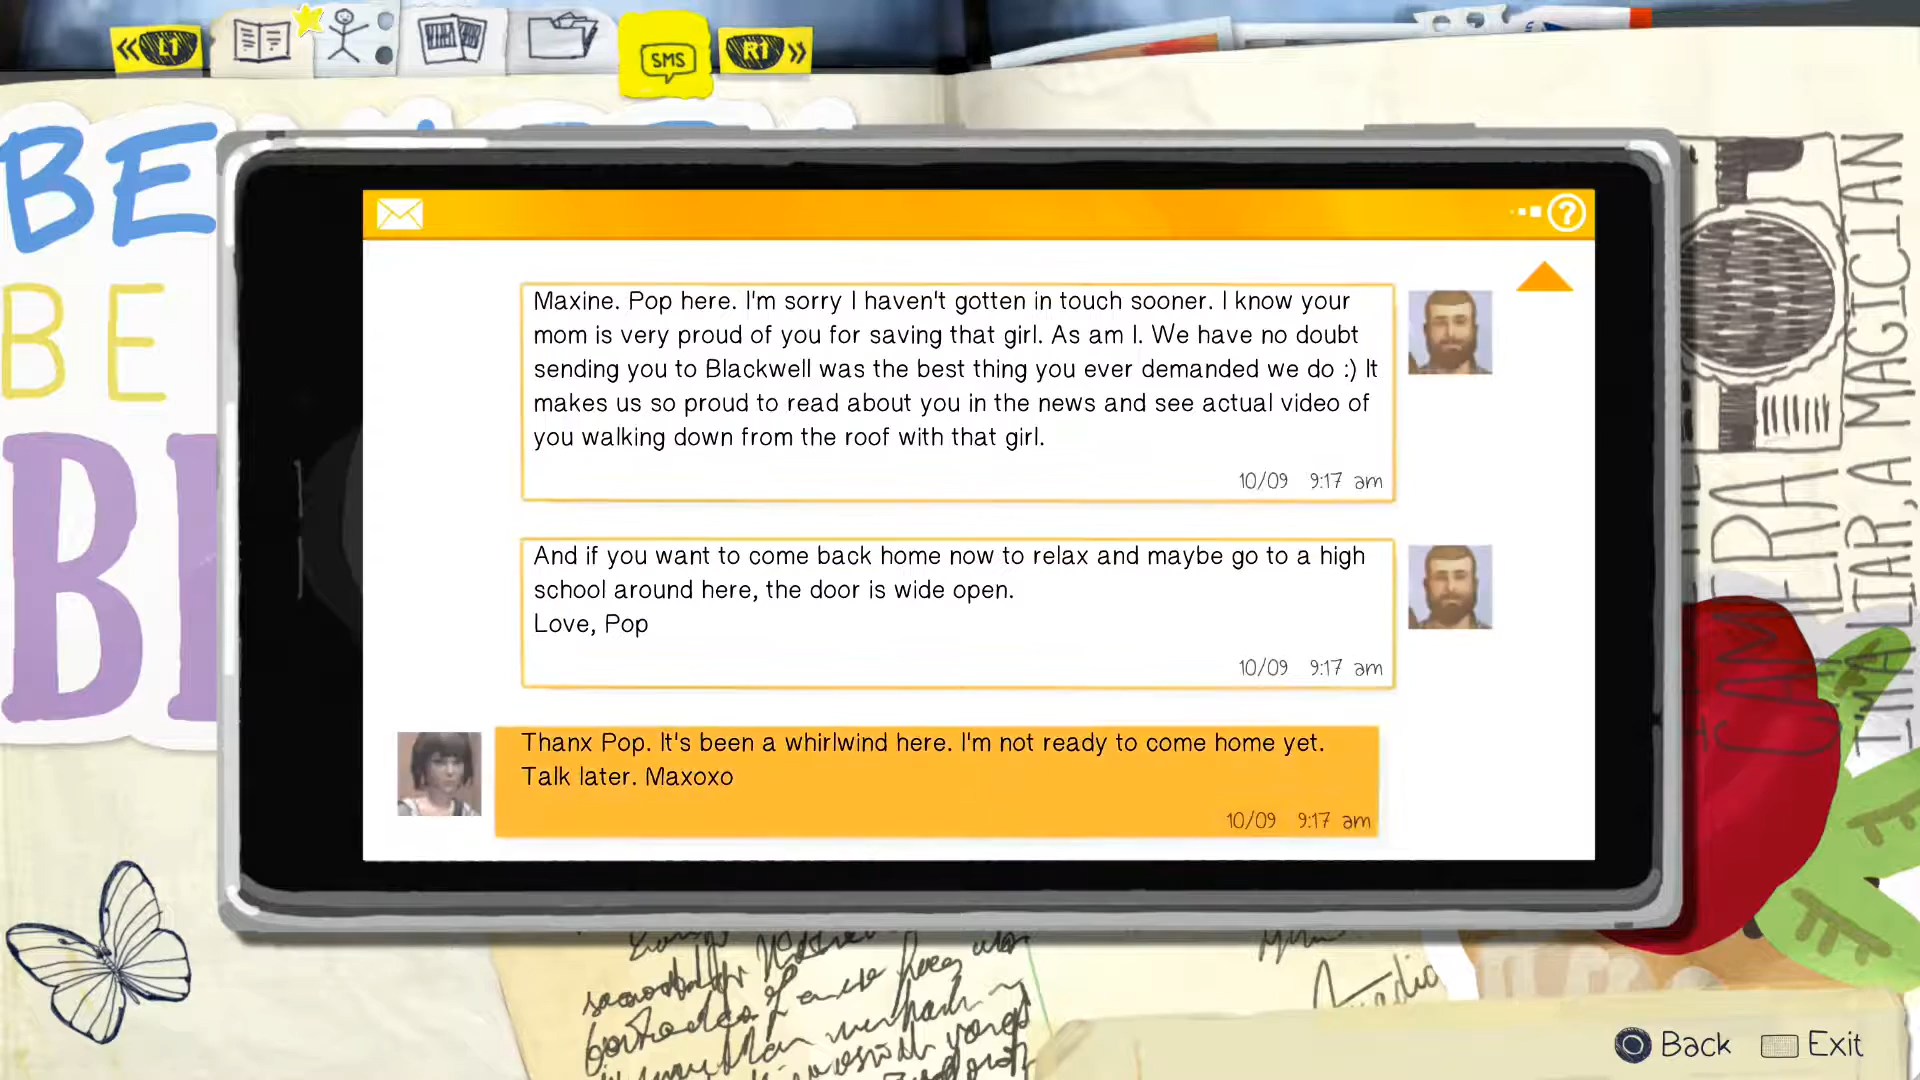 L1
SMS
R1
BE
BE
Maxine. Pop here. I'm sorry I haven't gotten in touch sooner. I know your
mom is very proud of you for saving that girl. As am I. We have no doubt
sending you to Blackwell was the best thing you ever demanded we do :) It
makes us so proud to read about you in the news and see actual video of
you walking down from the roof with that girl.
10/09 9:17 am
And if you want to come back home now to relax and maybe go to a high
school around here, the door is wide open.
Love, Pop
10/09 9:17 am
Thanx Pop. It's been a whirlwind here. I'm not ready to come home yet.
Talk later. Maxoxo
10/09 9:17 am
CAMERA
LIAR, A MAGICIAN
Back
Exit